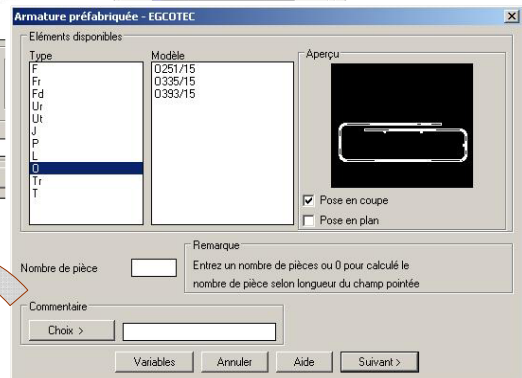 Armature préfabriquée - EGCOTEC
Eléments disponibles
Type
F
Fr
Fd
Ur
Ut
J
P
L
O
Tr
T
Modèle
O251/15
O335/15
O393/15
Aperçu
Pose en coupe
Pose en plan
Nombre de pièce
Remarque
Entrez un nombre de pièces ou 0 pour calculé le
nombre de pièce selon longueur du champ pointée
Commentaire
Choix >
Variables
Annuler
Aide
Suivant >